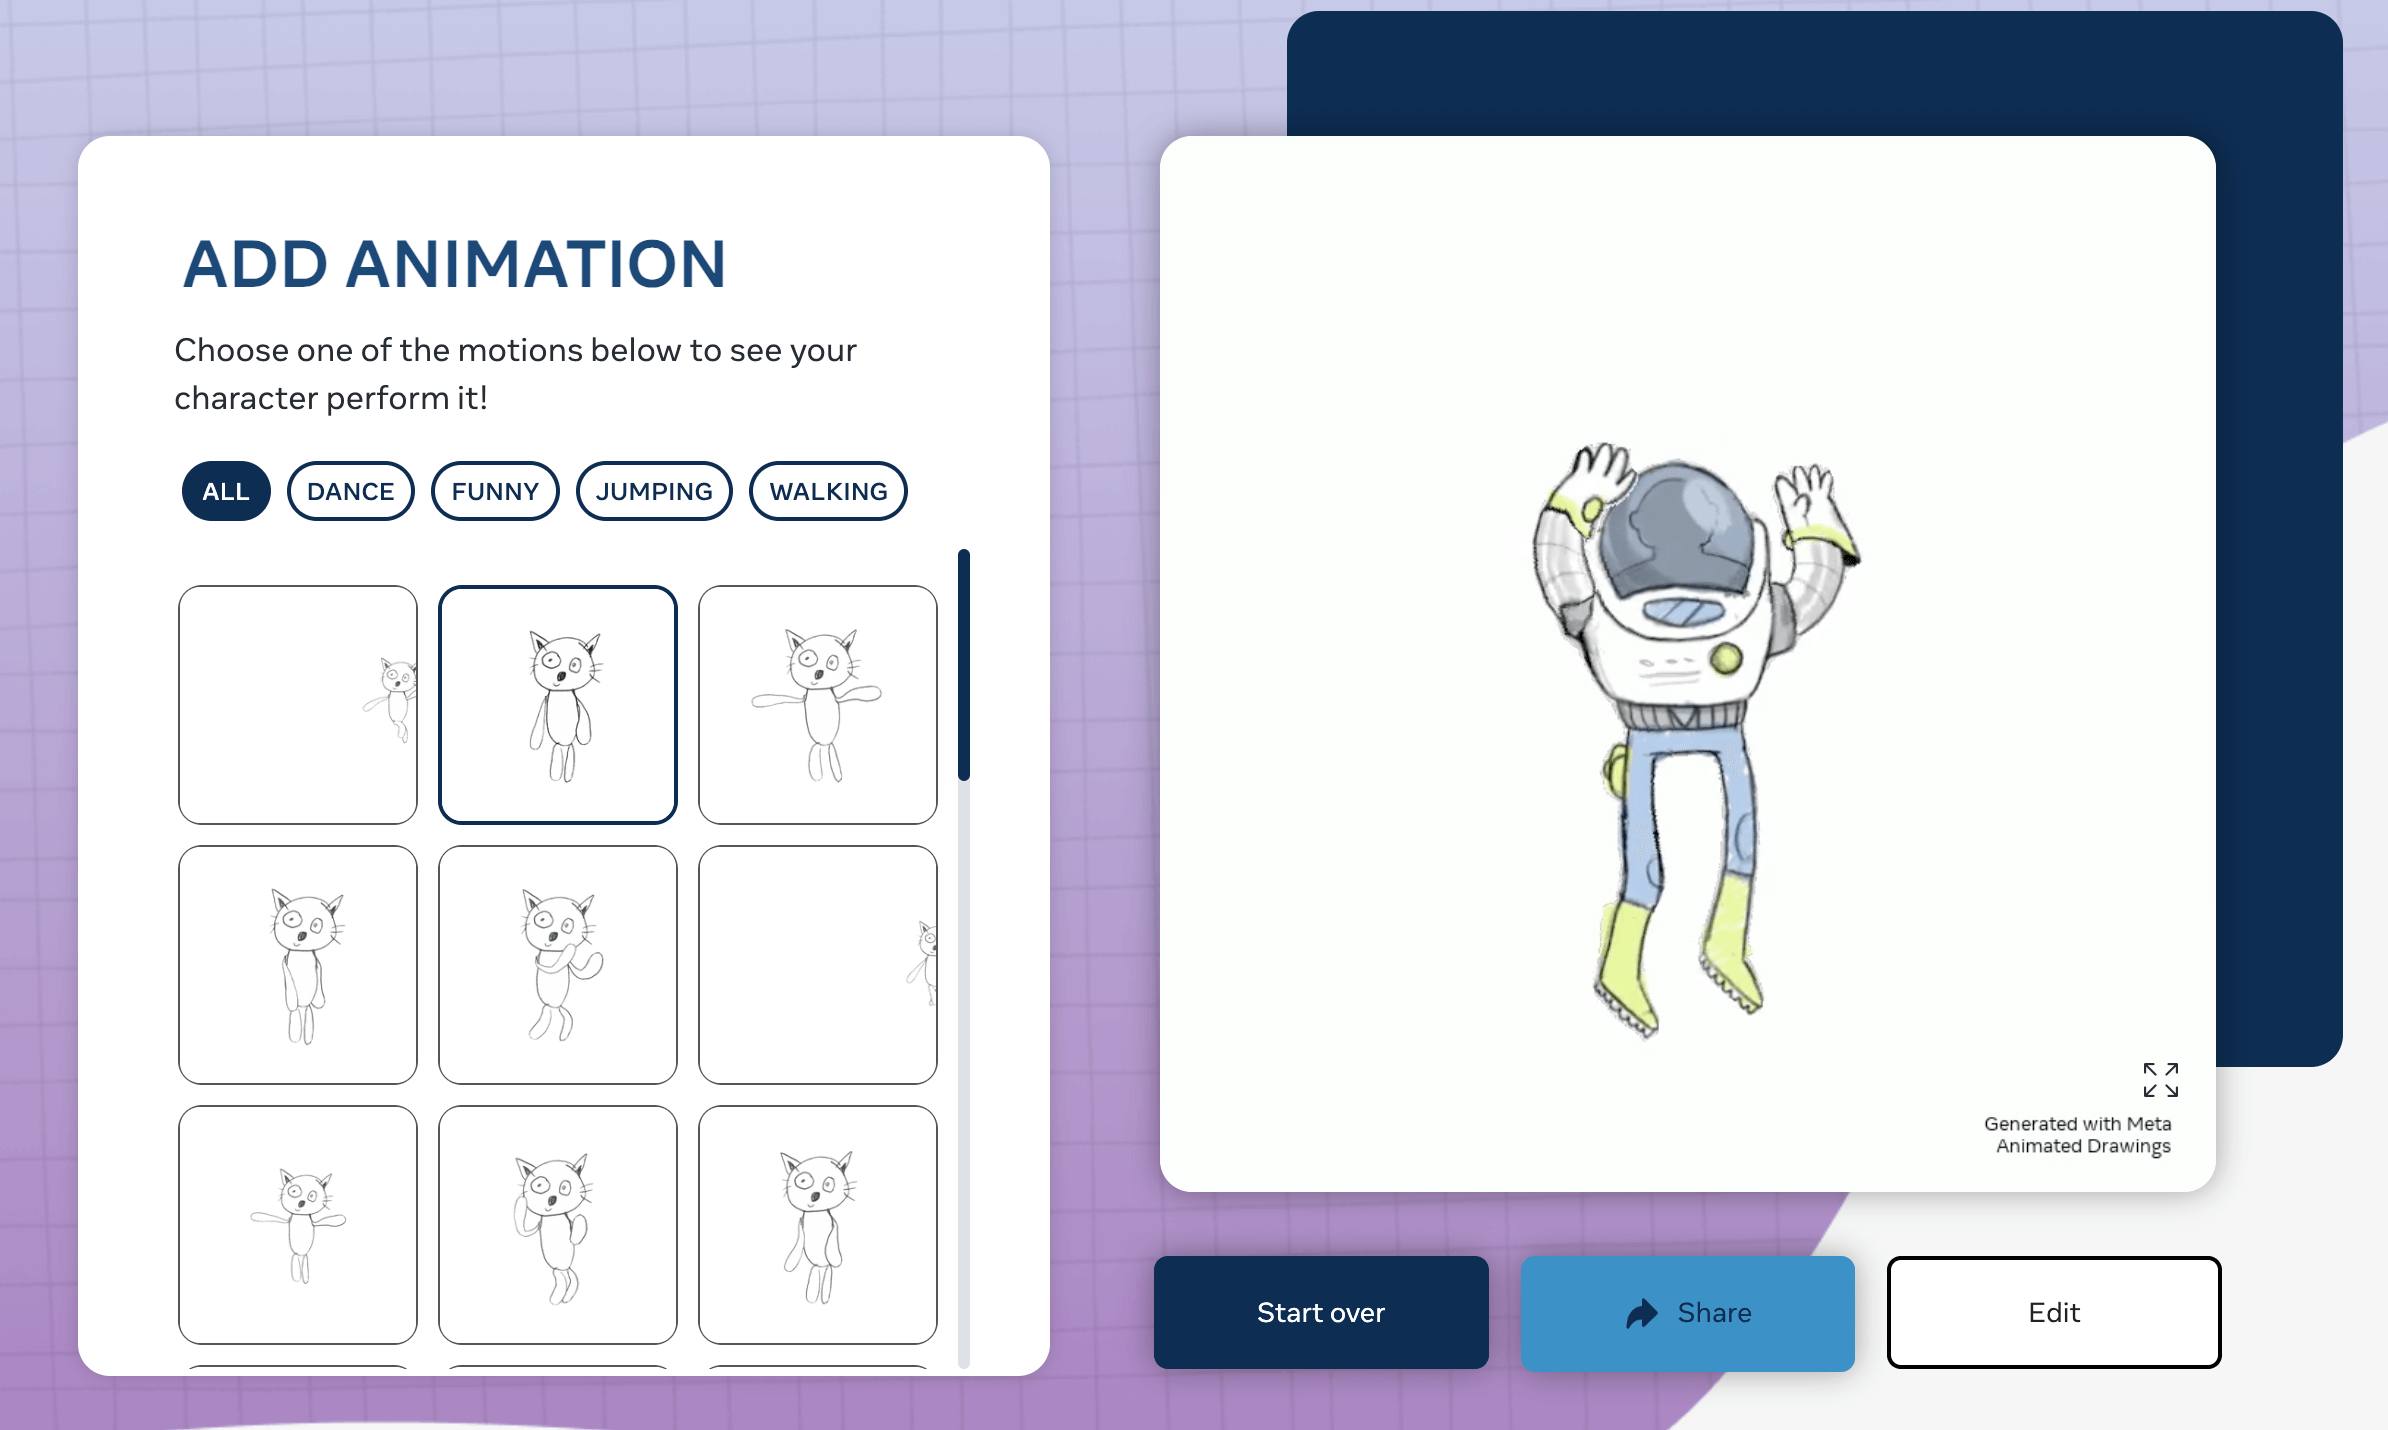 ADD ANIMATION
Choose one of the motions below to see your
character perform it!
ALL
DANCE
FUNNY
JUMPING
WALKING
Generated with Meta
Animated Drawings
Start over
Share
Edit